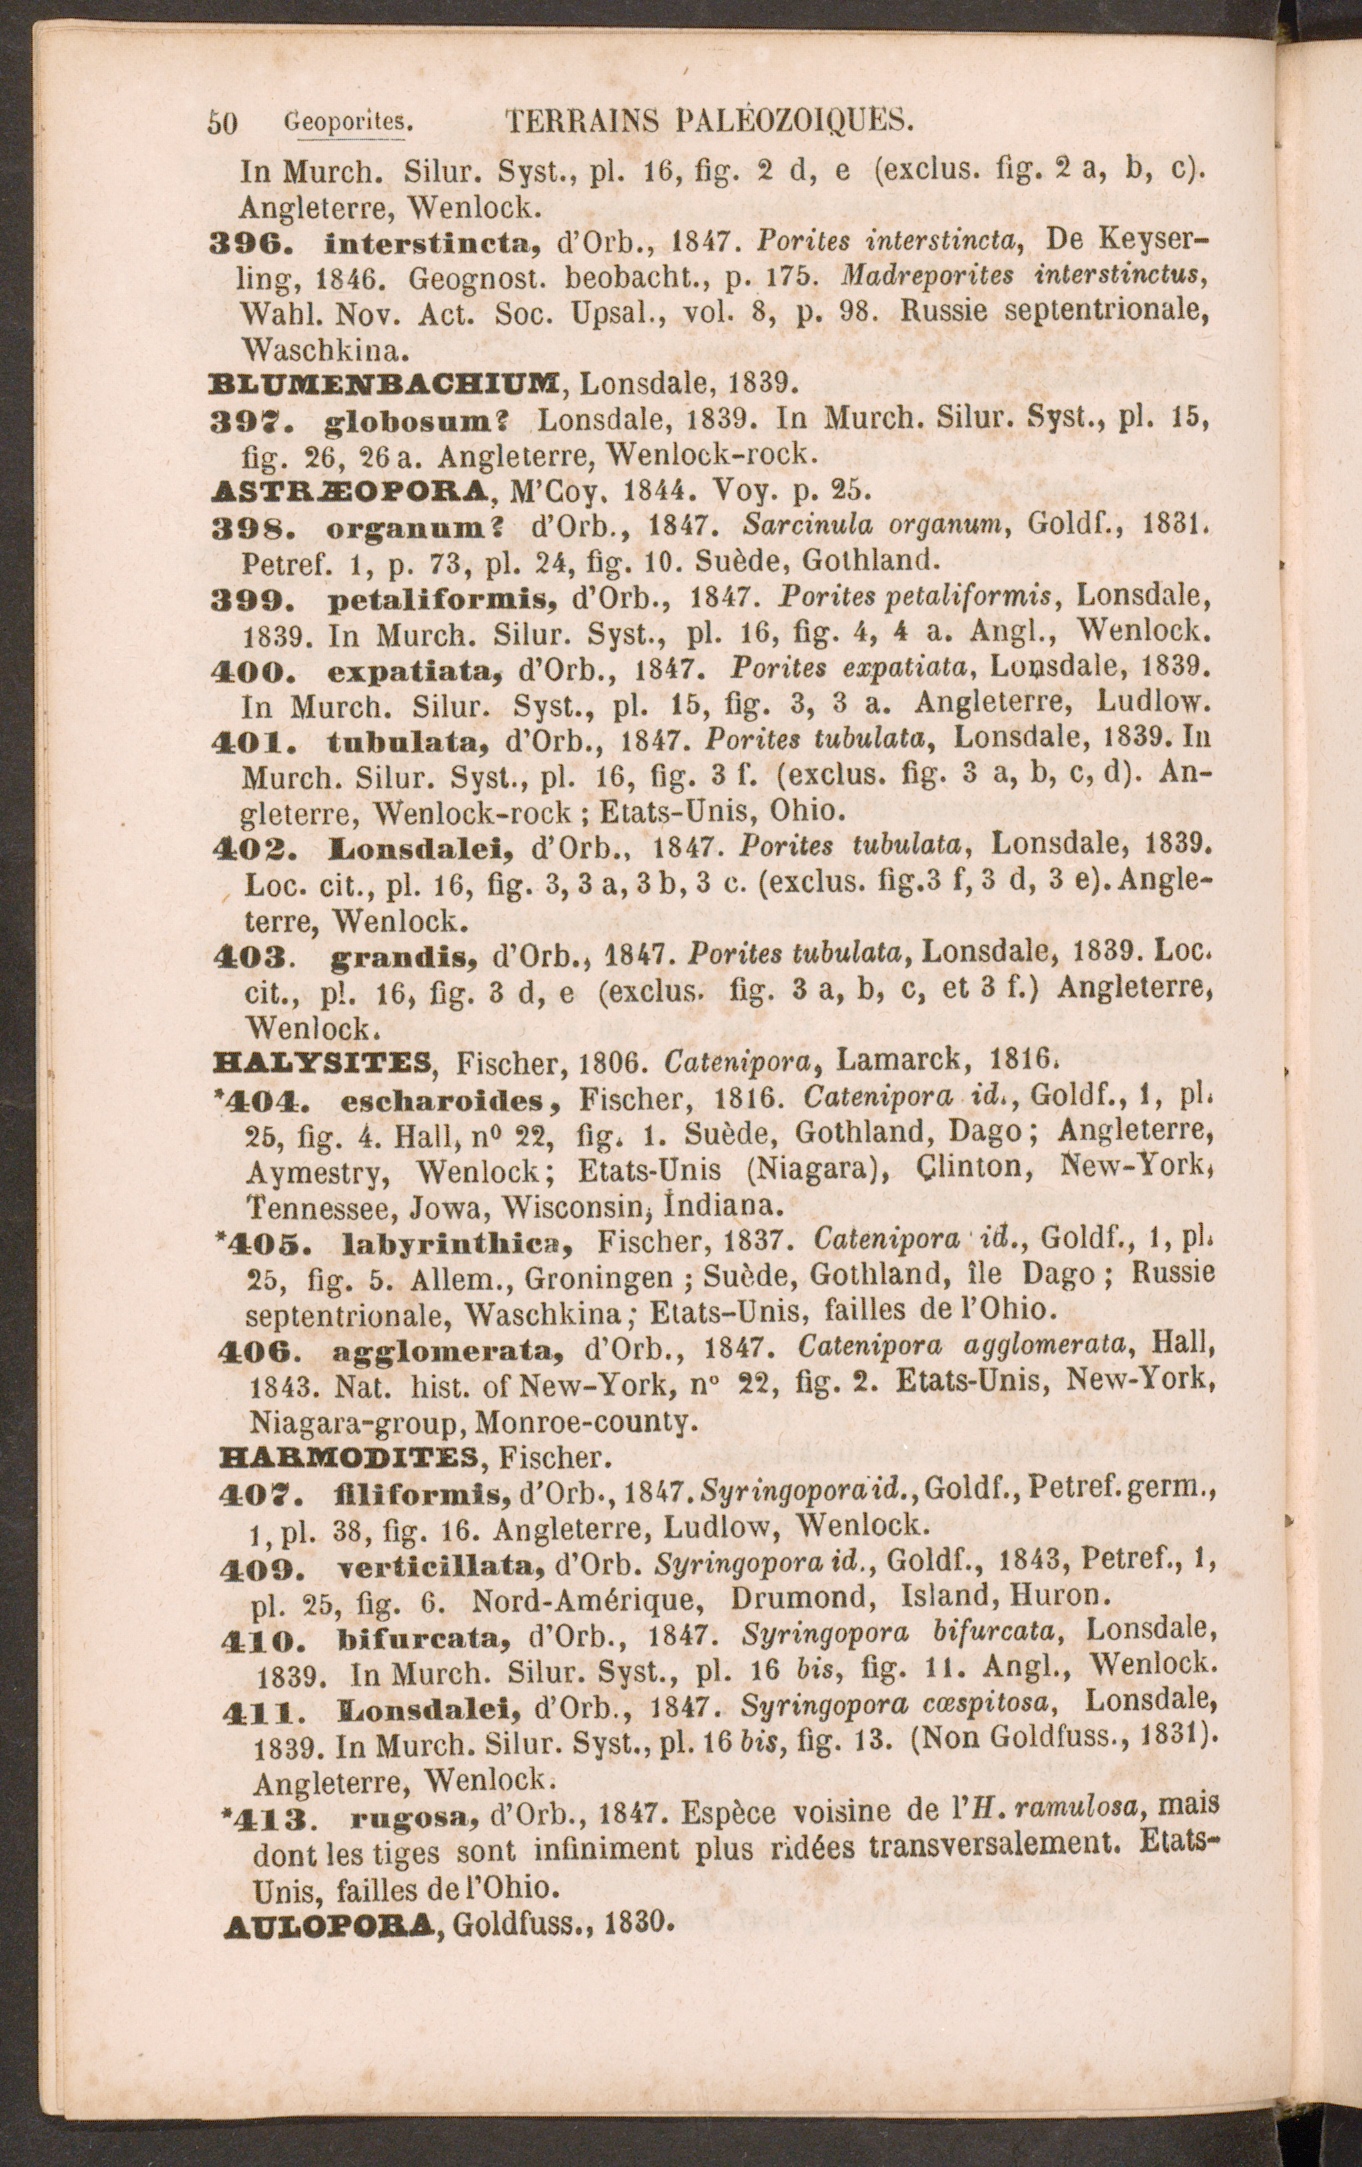 50 Geoporites. TERRAINS PALÉOZOIQUES.
In Murch. Silur. Syst., pl. 16, fig. 2 d, e (exclus. fig. 2 a, b, c).
Angleterre, Wenlock.
396. interstincta, d'Orb., 1847. Porites interstincta, De Keyser-
ling, 1846. Geognost. beobacht., p. 175. Madreporites interstinctus,
Wahl. Nov. Act. Soc. Upsal., vol. 8, p. 98. Russie septentrionale,
Waschkina.
BLUMENBACHIUM, Lonsdale, 1839.
397. globosum? Lonsdale, 1839. In Murch. Silur. Syst., pl. 15,
fig. 26, 26 a. Angleterre, Wenlock-rock.
ASTRÆOPORA, M'Coy, 1844. Voy. p. 25.
398. organum? d'Orb., 1847. Sarcinula organum, Goldf., 1831.
Petref. 1, p. 73, pl. 24, fig. 10. Suède, Gothland.
399. petaliformis, d'Orb., 1847. Porites petaliformis, Lonsdale,
1839. In Murch. Silur. Syst., pl. 16, fig. 4, 4 a. Angl., Wenlock.
400. expatiata, d'Orb., 1847. Porites expatiata, Lonsdale, 1839.
In Murch. Silur. Syst., pl. 15, fig. 3, 3 a. Angleterre, Ludlow.
401. tubulata, d'Orb., 1847. Porites tubulata, Lonsdale, 1839. In
Murch. Silur. Syst., pl. 16, fig. 3 f. (exclus. fig. 3 a, b, c, d). An-
gleterre, Wenlock-rock ; Etats-Unis, Ohio.
402. Lonsdalei, d'Orb., 1847. Porites tubulata, Lonsdale, 1839.
Loc. cit., pl. 16, fig. 3, 3 a, 3 b, 3 c. (exclus. fig. 3 f, 3 d, 3 e). Angle-
terre, Wenlock.
403. grandis, d'Orb., 1847. Porites tubulata, Lonsdale, 1839. Loc.
cit., pl. 16, fig. 3 d, e (exclus. fig. 3 a, b, c, et 3 f.) Angleterre,
Wenlock.
HALYSITES, Fischer, 1806. Catenipora, Lamarck, 1816.
*404. escharoides, Fischer, 1816. Catenipora id., Goldf., 1, pl.
25, fig. 4. Hall, nº 22, fig. 1. Suède, Gothland, Dago ; Angleterre,
Aymestry, Wenlock ; Etats-Unis (Niagara), Clinton, New-York,
Tennessee, Jowa, Wisconsin, Indiana.
*405. labyrinthica, Fischer, 1837. Catenipora id., Goldf., 1, pl.
25, fig. 5. Allem., Groningen ; Suède, Gothland, île Dago ; Russie
septentrionale, Waschkina ; Etats-Unis, failles de l'Ohio.
406. agglomerata, d'Orb., 1847. Catenipora agglomerata, Hall,
1843. Nat. hist. of New-York, nº 22, fig. 2. Etats-Unis, New-York,
Niagara-group, Monroe-county.
HARMODITES, Fischer.
407. filiformis, d'Orb., 1847. Syringopora id., Goldf., Petref. germ.,
1, pl. 38, fig. 16. Angleterre, Ludlow, Wenlock.
409. verticillata, d'Orb. Syringopora id., Goldf., 1843, Petref., 1,
pl. 25, fig. 6. Nord-Amérique, Drumond, Island, Huron.
410. bifurcata, d'Orb., 1847. Syringopora bifurcata, Lonsdale,
1839. In Murch. Silur. Syst., pl. 16 bis, fig. 11. Angl., Wenlock.
411. Lonsdalei, d'Orb., 1847. Syringopora cœspitosa, Lonsdale,
1839. In Murch. Silur. Syst., pl. 16 bis, fig. 13. (Non Goldfuss., 1831).
Angleterre, Wenlock.
*413. rugosa, d'Orb., 1847. Espèce voisine de l'H. ramulosa, mais
dont les tiges sont infiniment plus ridées transversalement. Etats-
Unis, failles de l'Ohio.
AULOPORA, Goldfuss., 1830.